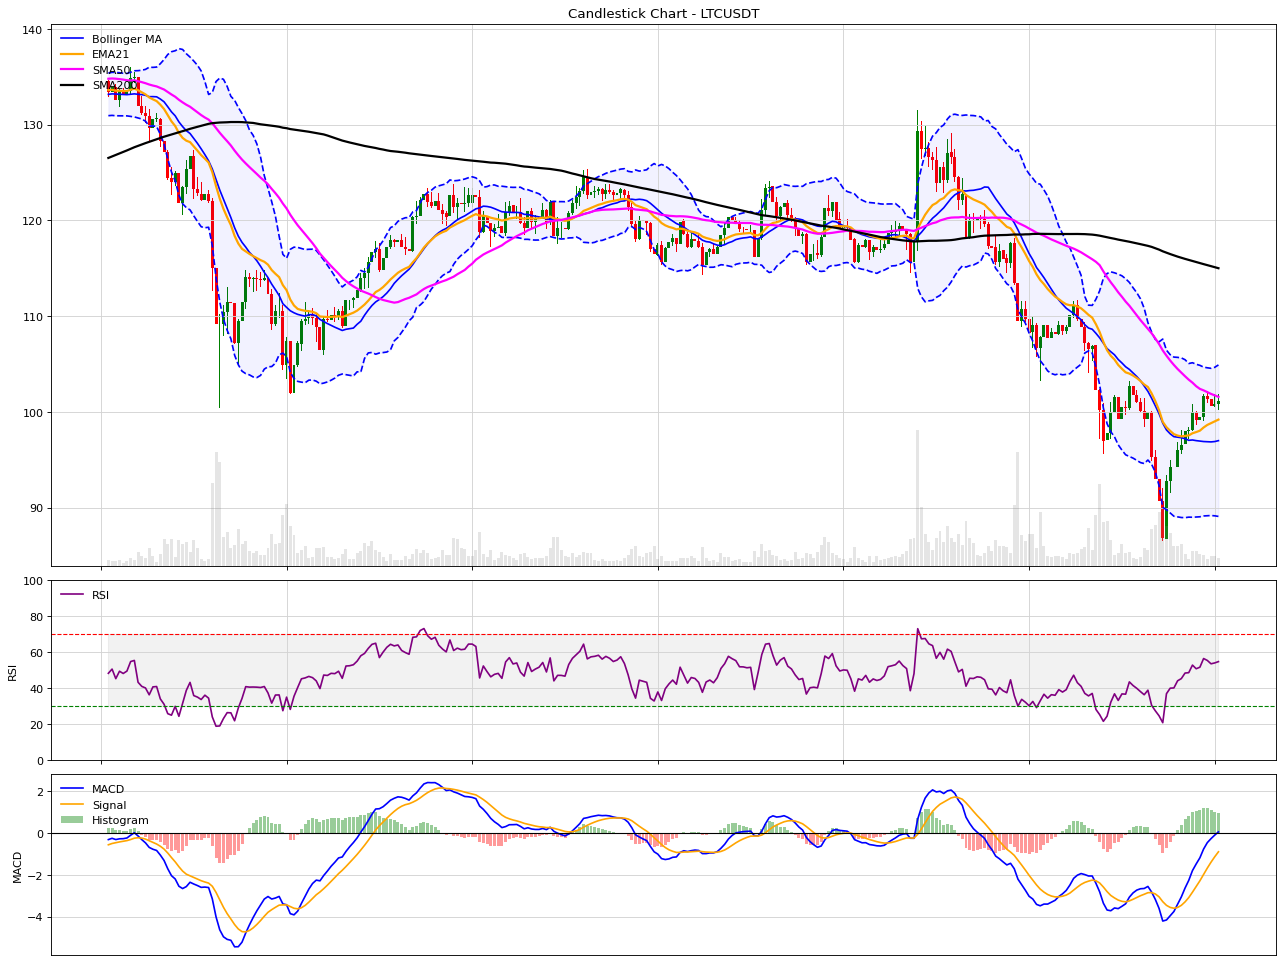 Candlestick Chart - LTCUSDT
140
130
120
110
100
90
Bollinger MA
EMA21
SMA50
SMA200
RSI
100
80
60
40
20
0
RSI
MACD
2
0
−2
−4
MACD
Signal
Histogram